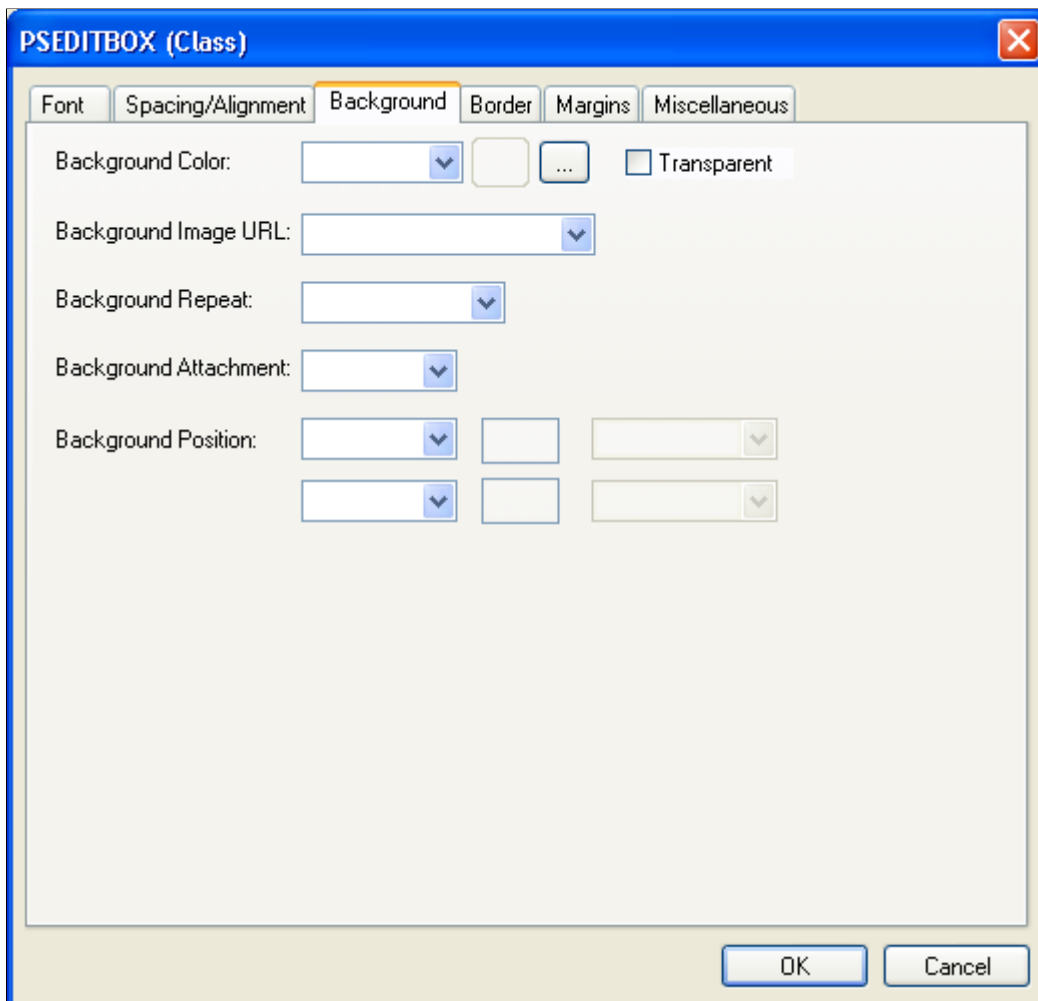 PSEDITBOX (Class)
Font Spacing/Alignment Background Border Margins Miscellaneous
Background Color: ... Transparent
Background Image URL:
Background Repeat:
Background Attachment:
Background Position:
OK Cancel